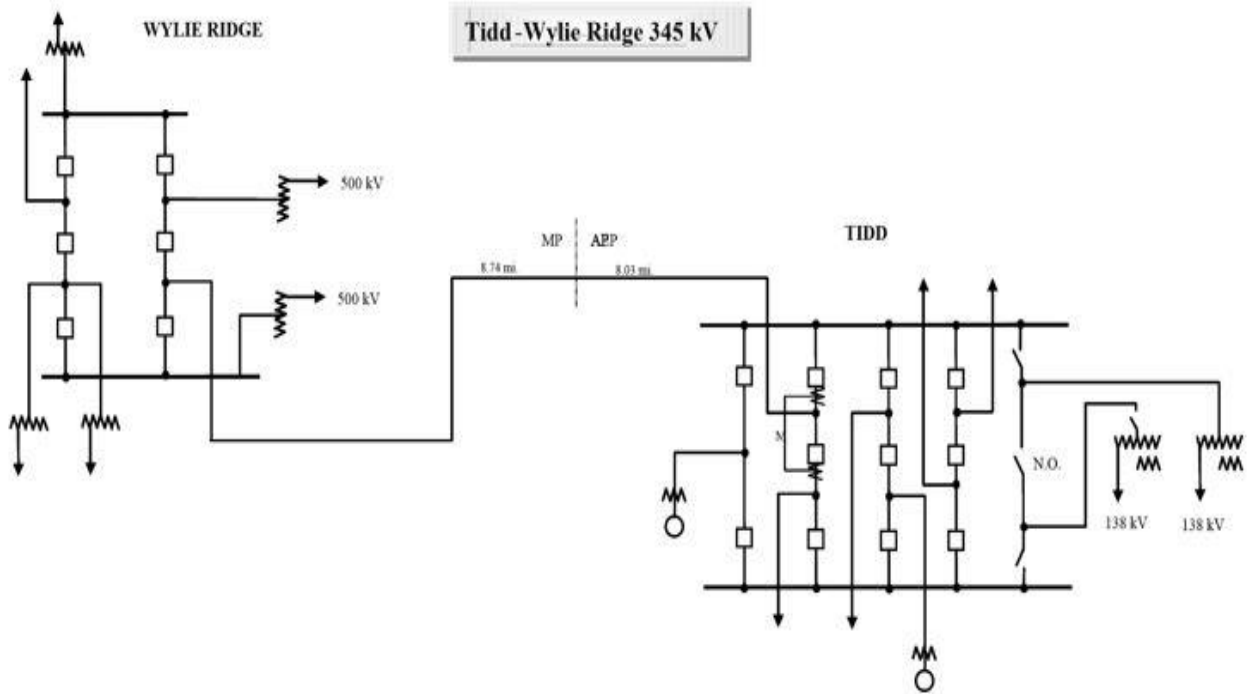 WYLIE RIDGE
Tidd-Wylie Ridge 345 kV
500 kV
MP
AEP
TIDD
8.74 mi.
8.03 mi.
500 kV
M
N.O.
138 kV
138 kV